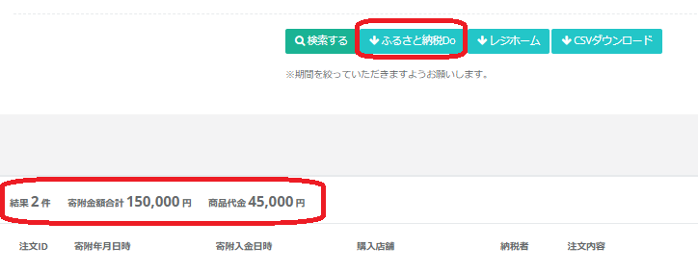 検索する ふるさと納税Do レジホーム CSVダウンロード
※期間を絞っていただきますようお願いします。
結果 2 件 寄附金額合計 150,000 円 商品代金 45,000 円
注文ID 寄附年月日時 寄附入金日時 購入店舗 納税者 注文内容